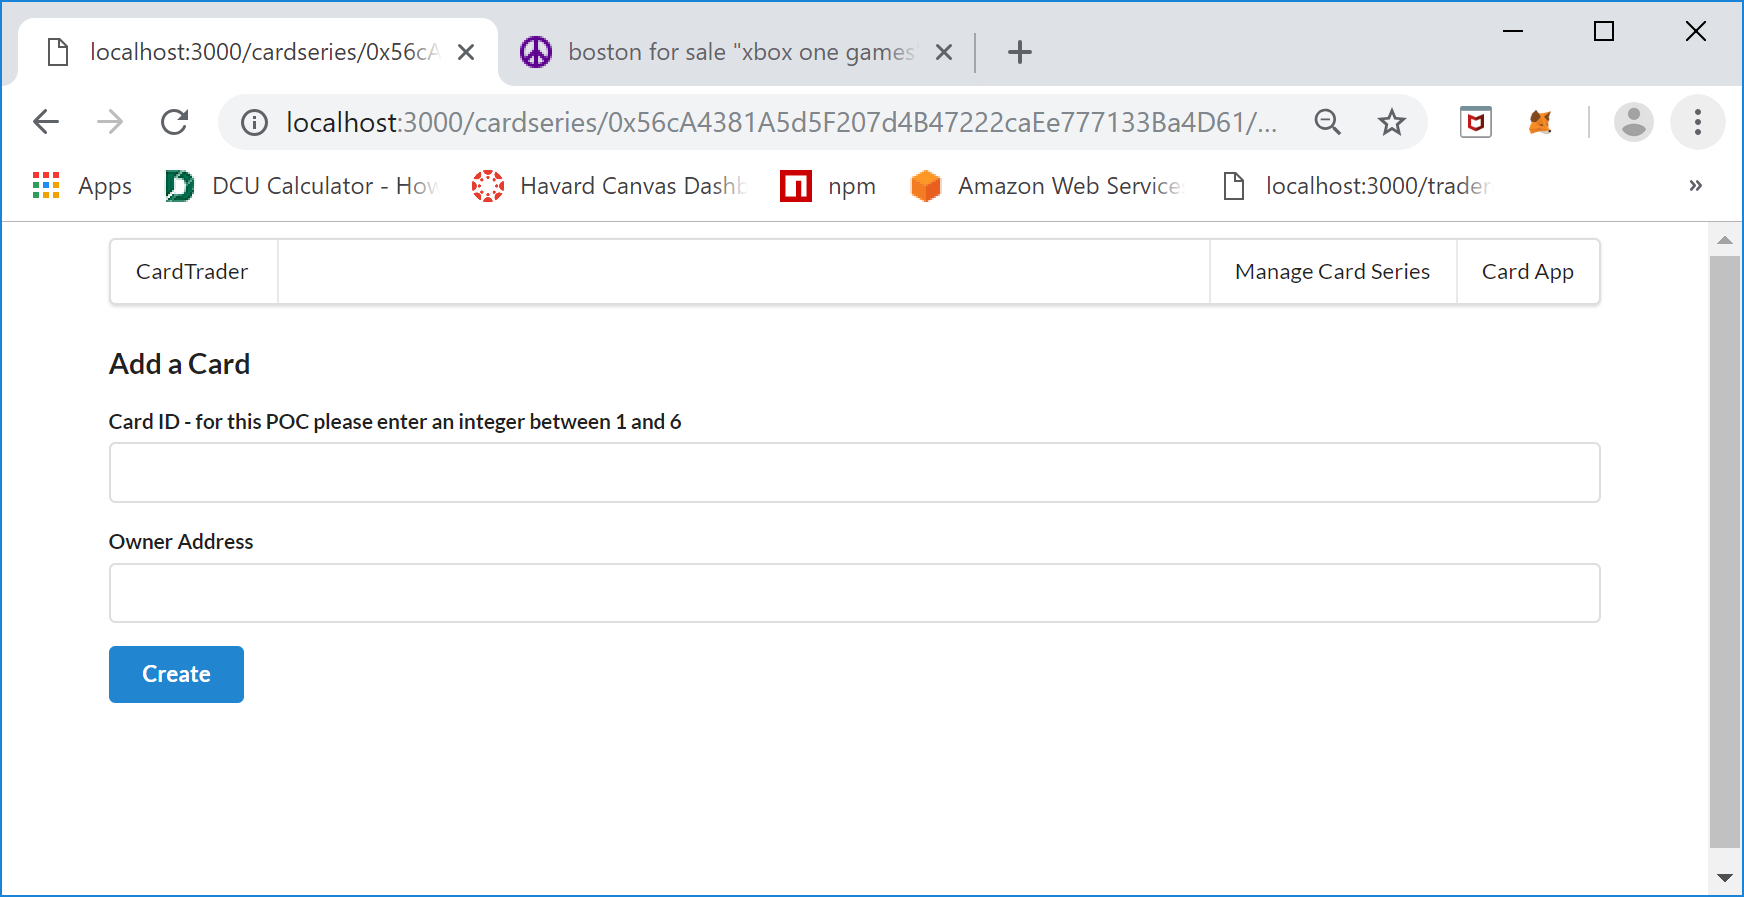 localhost:3000/cardseries/0x56cA
boston for sale "xbox one games"
localhost:3000/cardseries/0x56cA4381A5d5F207d4B47222caEe777133Ba4D61/...
Apps
DCU Calculator - How
Havard Canvas Dashb
npm
Amazon Web Services
localhost:3000/trader
»
CardTrader
Manage Card Series
Card App
Add a Card
Card ID - for this POC please enter an integer between 1 and 6
Owner Address
Create